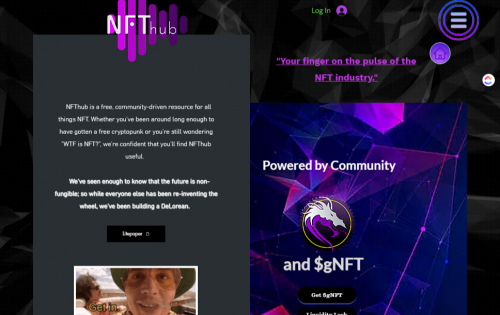 NFThub
Log In
"Your finger on the pulse of the
NFT industry."
NFThub is a free, community-driven resource for all
things NFT. Whether you've been around long enough to
have gotten a free cryptopunk or you're still wondering
"WTF is NFT?", we're confident that you'll find NFThub
useful.
We've seen enough to know that the future is non-
fungible; so while everyone else has been re-inventing the
wheel, we've been building a DeLorean.
Litepaper
Get in
Powered by Community
and $gNFT
Get $gNFT
Liquidity Lock